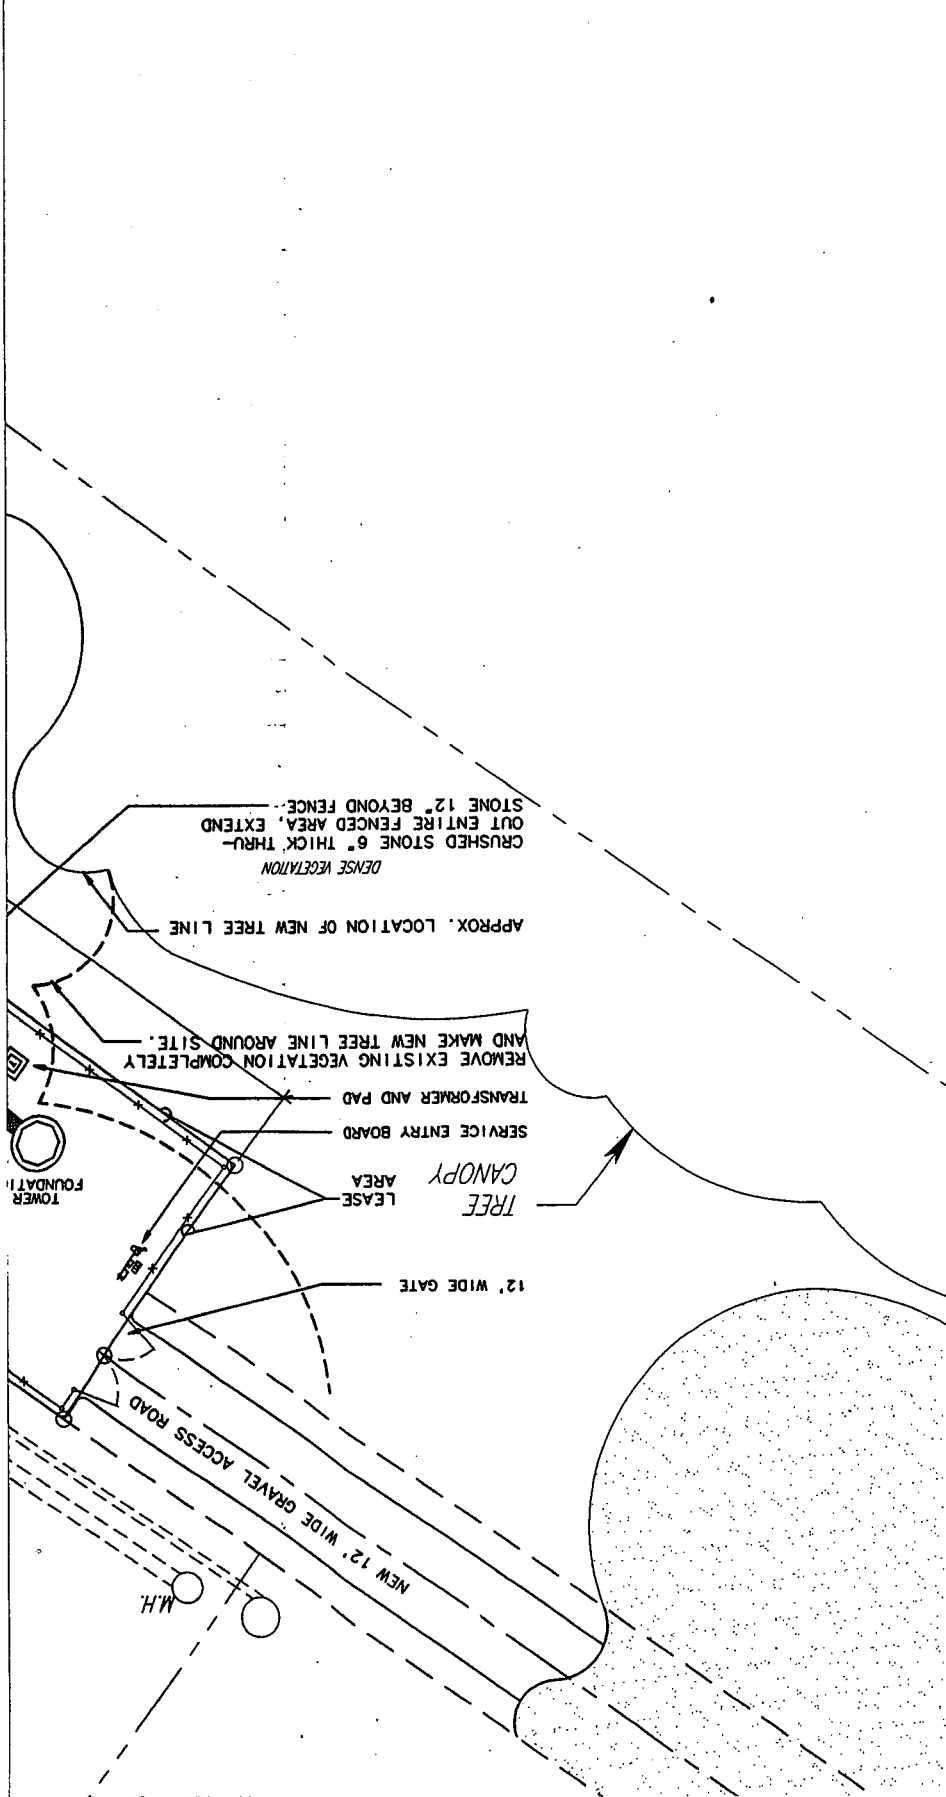 M.H.
NEW 12' WIDE GRAVEL ACCESS ROAD
12' WIDE GATE
TREE
CANOPY
LEASE
AREA
TOWER
SERVICE ENTRY BOARD
TRANSFORMER AND PAD
REMOVE EXISTING VEGETATION COMPLETELY
AND MAKE NEW TREE LINE AROUND SITE.
APPROX. LOCATION OF NEW TREE LINE
DENSE VEGETATION
CRUSHED STONE 6" THICK THRU-
OUT ENTIRE FENCED AREA, EXTEND
STONE 12" BEYOND FENCE